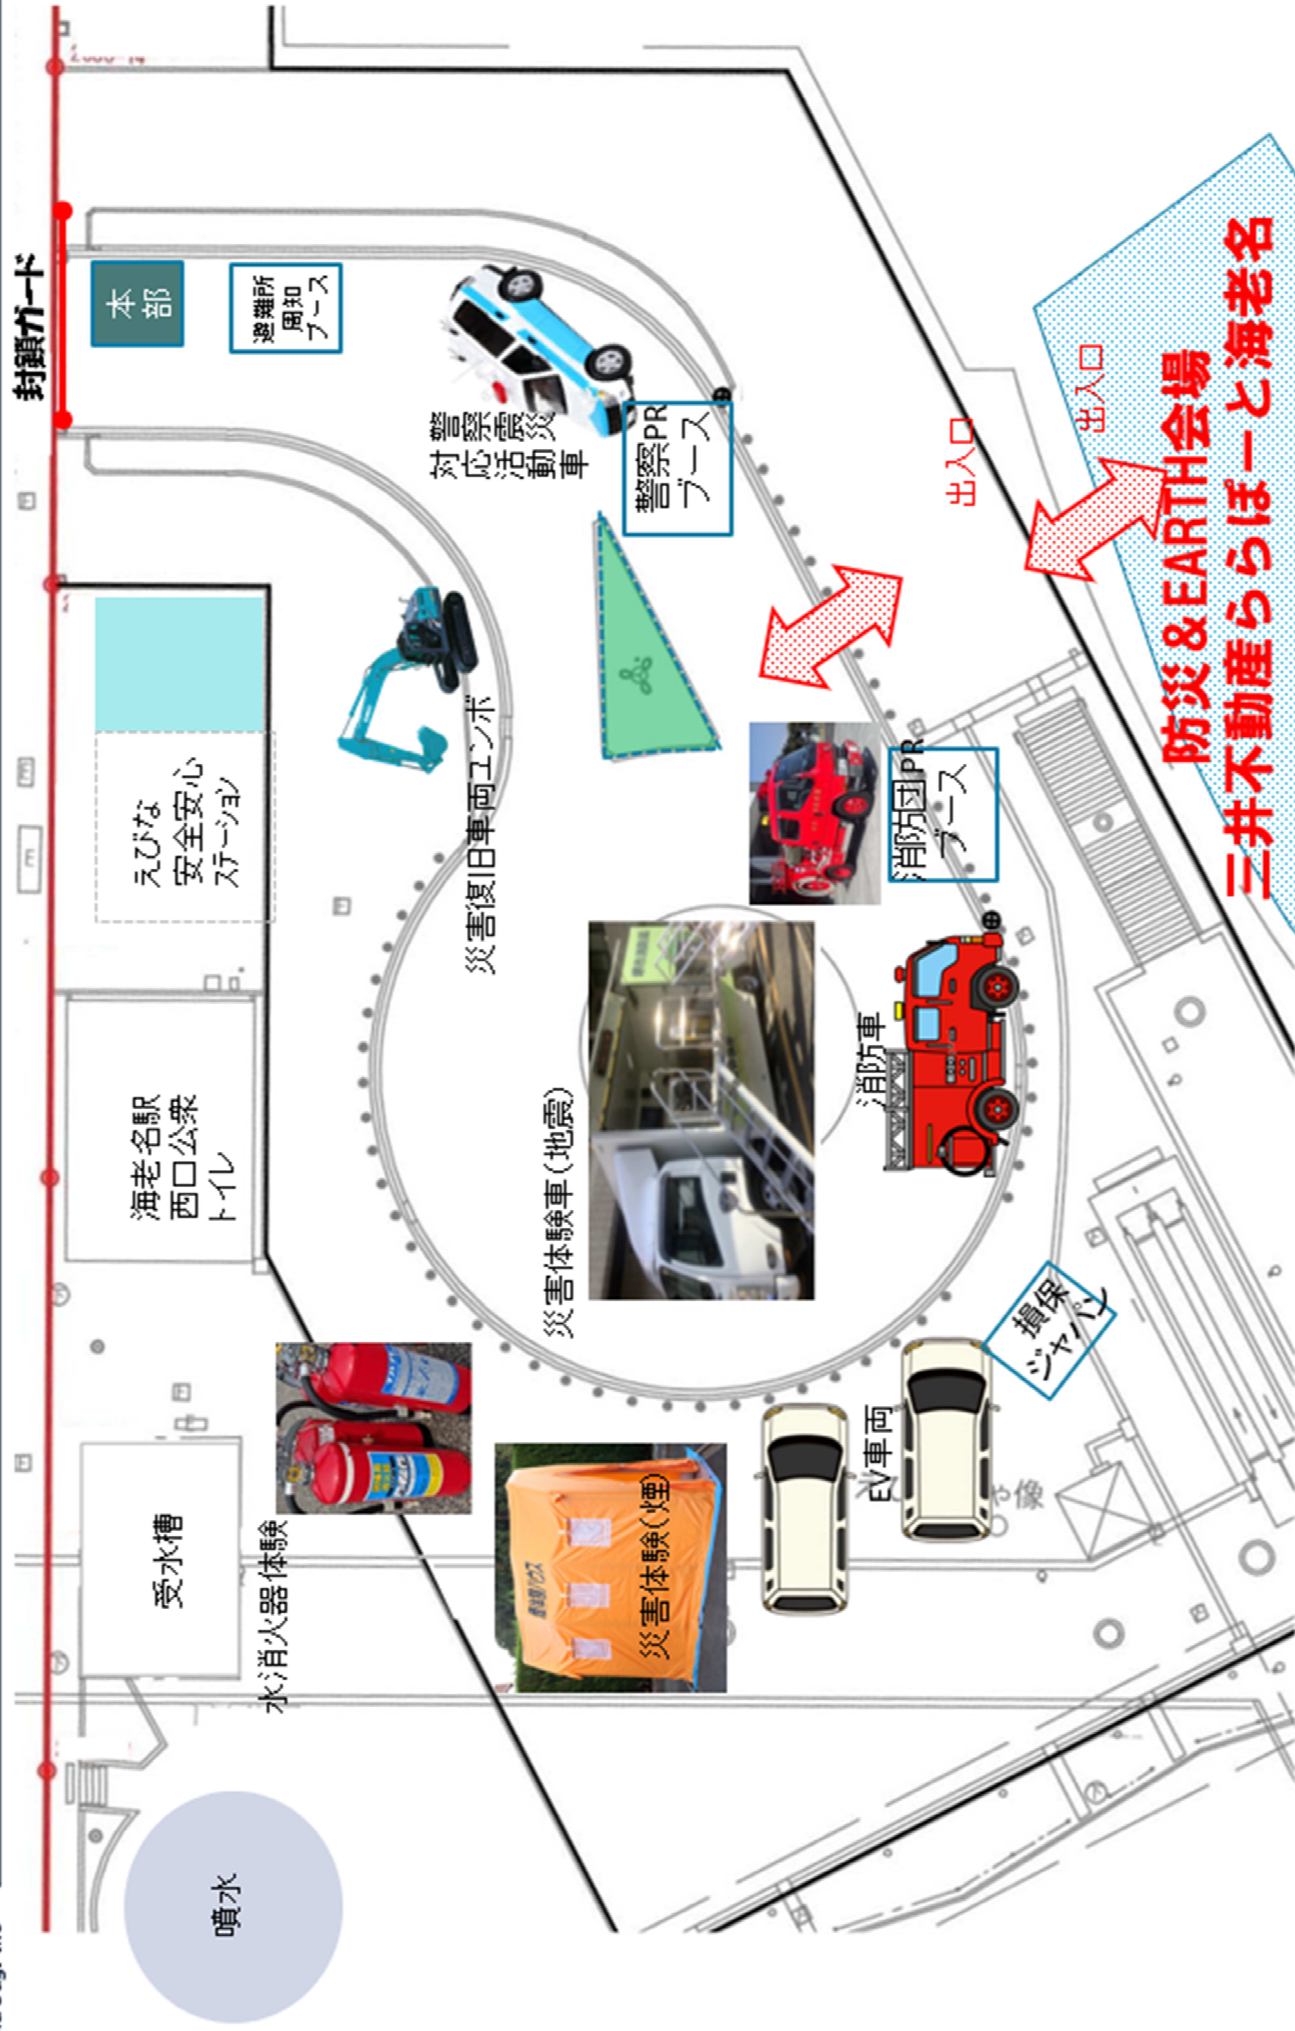 封鎖ガード
本
部
避難所
周知
ブース
警察震災
対応活動
車
警察PR
ブース
出入口
出入口
防災＆EARTH会場
三井不動産ららぽーと海老名
えびな
安全安心
ステーション
災害復旧車両ユンボ
消防団PR
ブース
海老名駅
西口公衆
トイレ
災害体験車(地震)
消防車
損保
ジャパン
EV車両
や像
受水槽
水消火器体験
災害体験(煙)
噴水